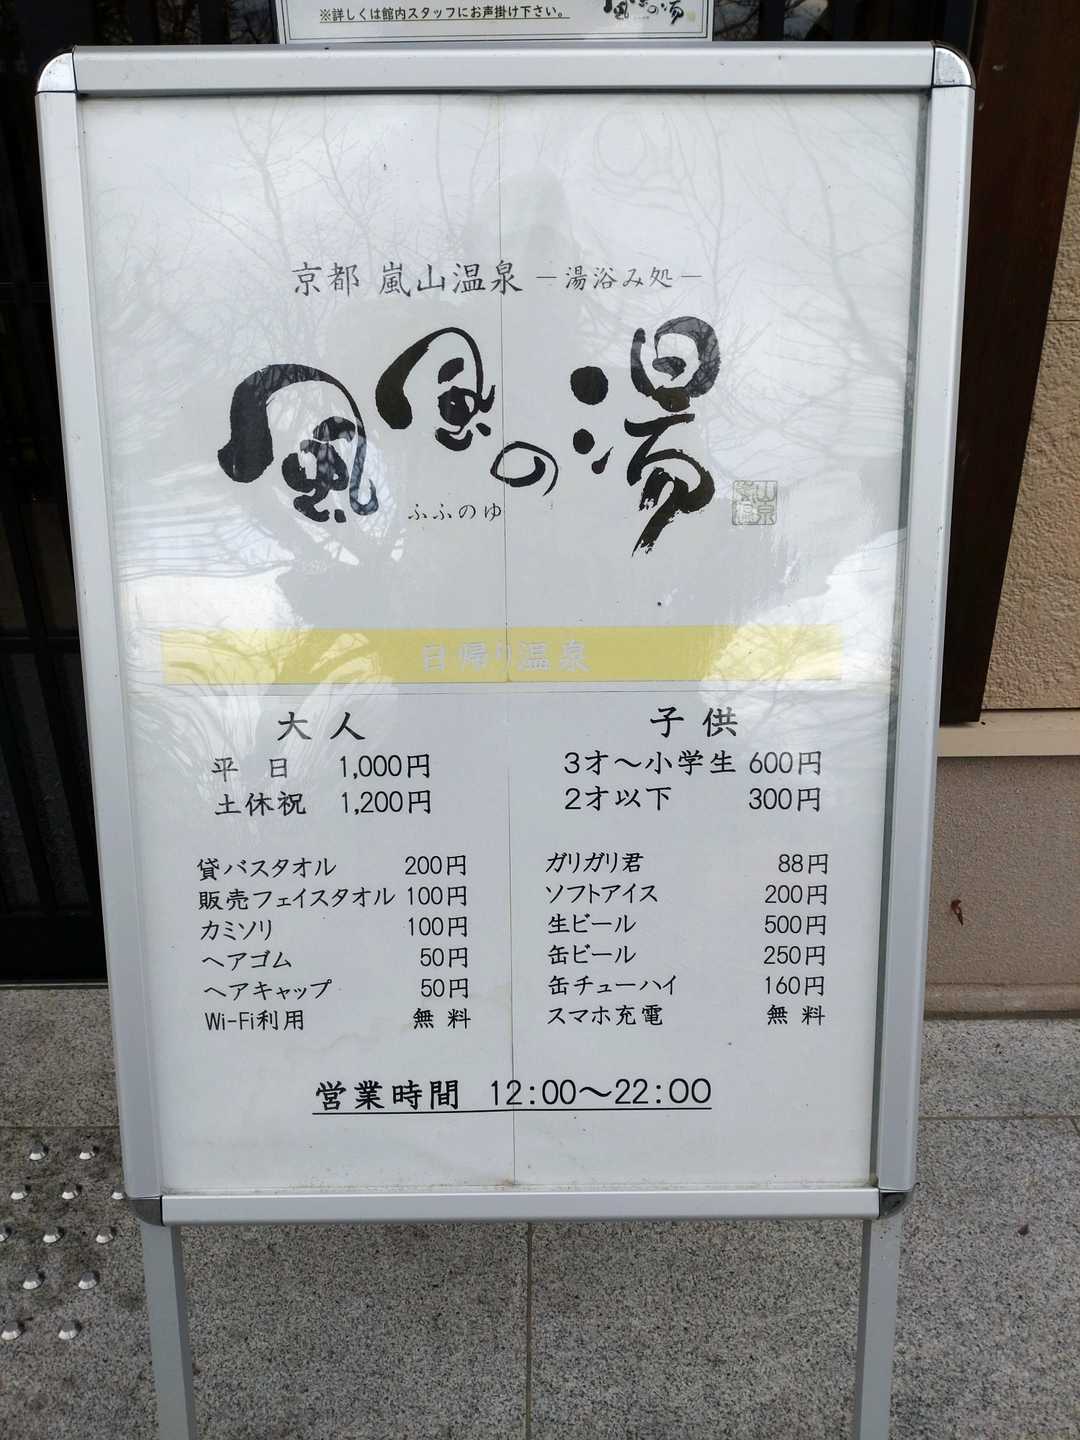 ※詳しくは館内スタッフにお声掛け下さい。
風風の湯
京都 嵐山温泉 －湯浴み処－
風風の湯
ふふのゆ
日帰り温泉
大人
平日 1,000円
土休祝 1,200円
子供
3才～小学生 600円
2才以下 300円
貸バスタオル 200円
販売フェイスタオル 100円
カミソリ 100円
ヘアゴム 50円
ヘアキャップ 50円
Wi-Fi利用 無料
ガリガリ君 88円
ソフトアイス 200円
生ビール 500円
缶ビール 250円
缶チューハイ 160円
スマホ充電 無料
営業時間 12:00～22:00